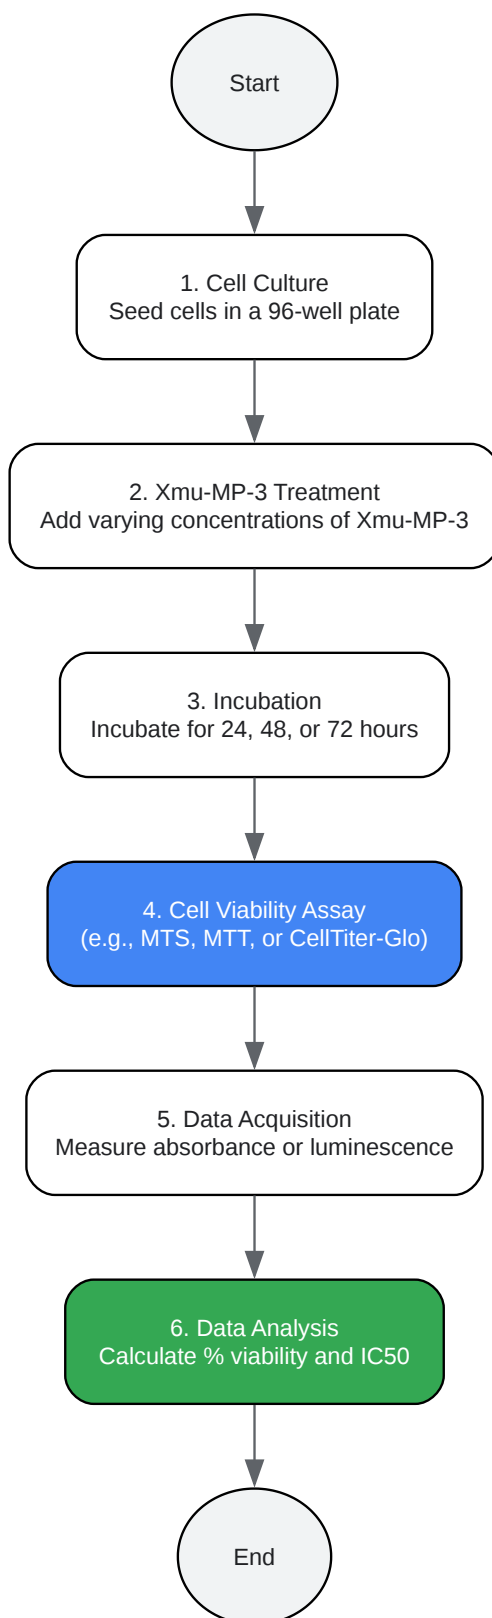 Start
1. Cell Culture
Seed cells in a 96-well plate
2. Xmu-MP-3 Treatment
Add varying concentrations of Xmu-MP-3
3. Incubation
Incubate for 24, 48, or 72 hours
4. Cell Viability Assay
(e.g., MTS, MTT, or CellTiter-Glo)
5. Data Acquisition
Measure absorbance or luminescence
6. Data Analysis
Calculate % viability and IC50
End